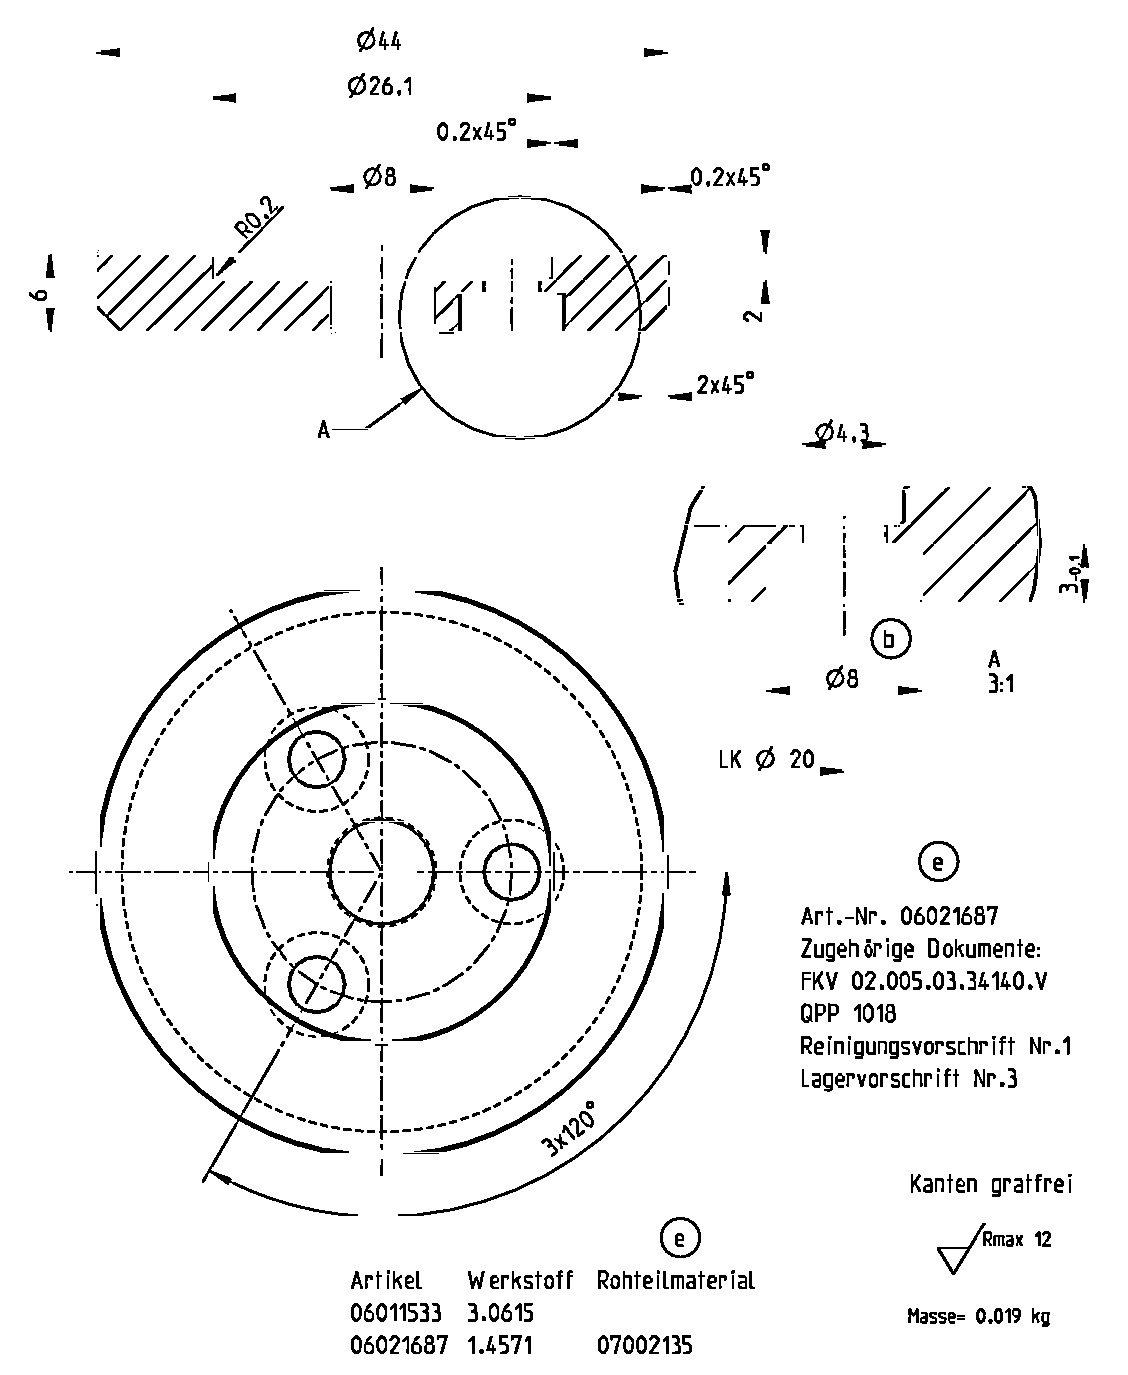 Ø44
Ø26.1
0.2x45°
Ø8
0.2x45°
R0.2
6
2
2x45°
A
Ø4.3
3-0.1
b
A
3:1
Ø8
LK Ø 20
e
Art.-Nr. 06021687
Zugehörige Dokumente:
FKV 02.005.03.34140.V
QPP 1018
Reinigungsvorschrift Nr.1
Lagervorschrift Nr.3
3x120°
Kanten gratfrei
Rmax 12
Masse= 0.019 kg
e
Artikel Werkstoff Rohteilmaterial
06011533 3.0615
06021687 1.4571 07002135